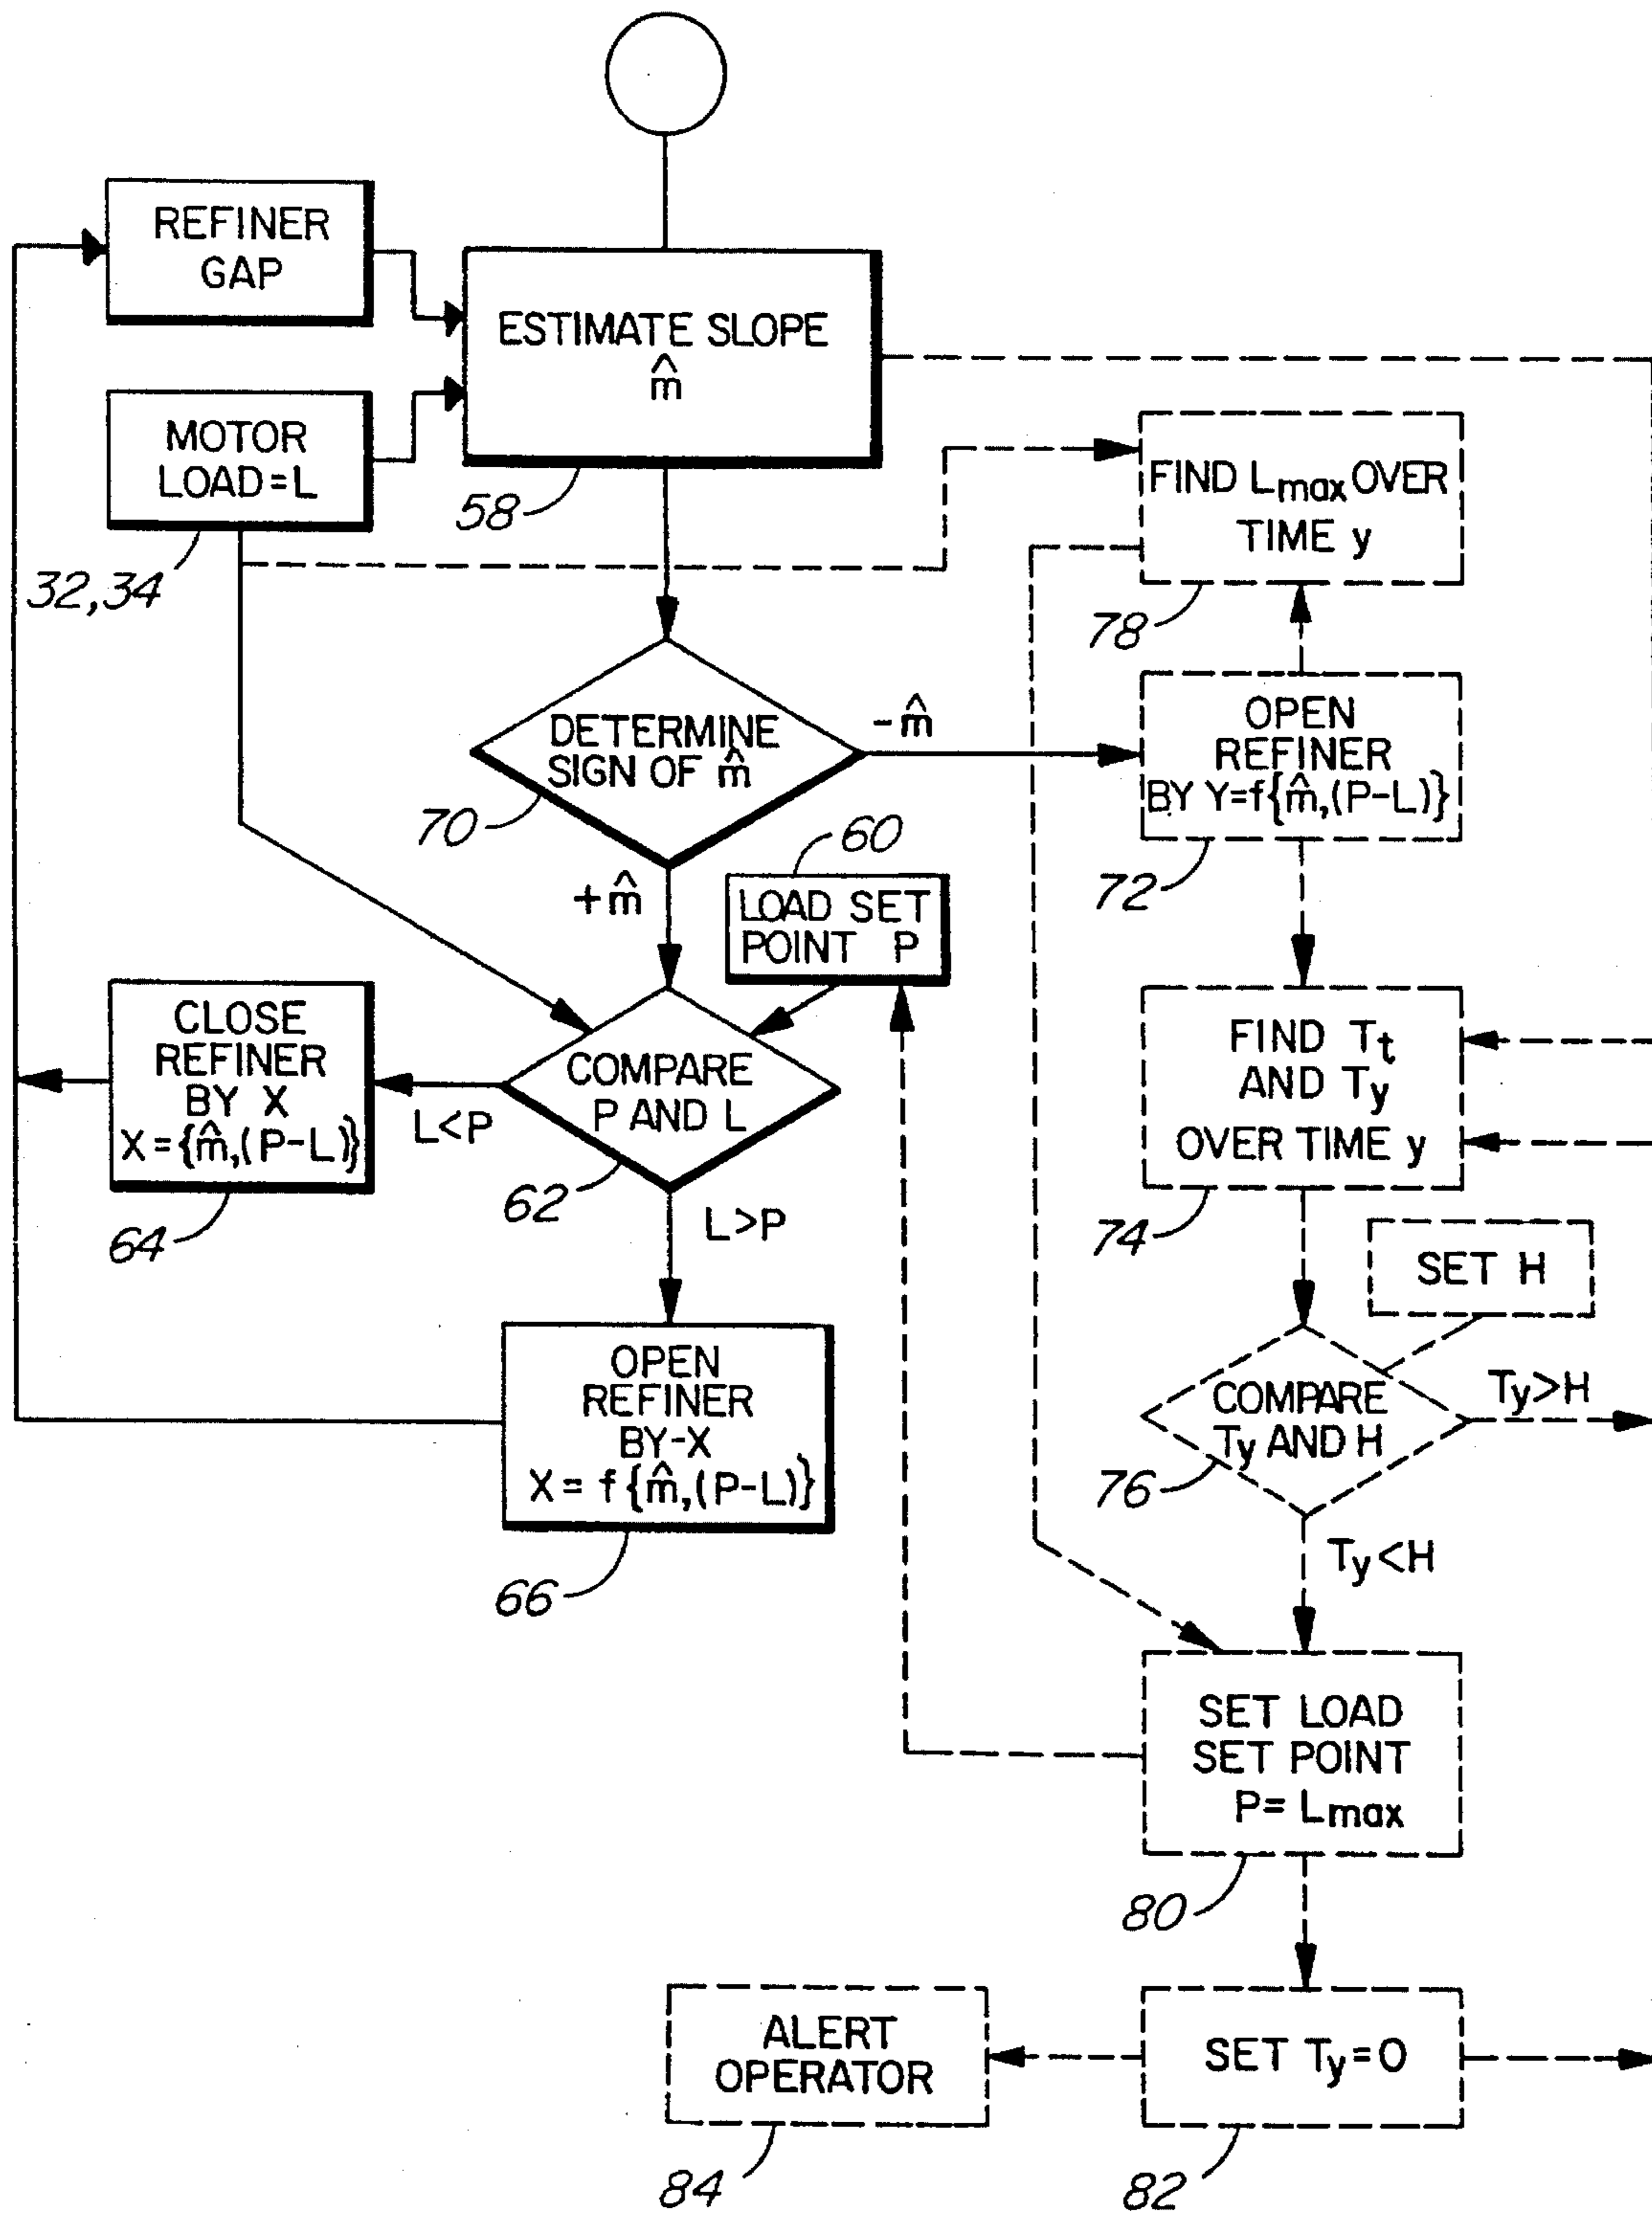 REFINER
GAP
ESTIMATE SLOPE
m̂
MOTOR
LOAD=L
58
32,34
FIND Lmax OVER
TIME y
78
DETERMINE
SIGN OF m̂
-m̂
70
OPEN
REFINER
BY Y=f{m̂,(P-L)}
72
+m̂
60
LOAD SET
POINT P
CLOSE
REFINER
BY X
X={m̂,(P-L)}
64
COMPARE
P AND L
L<P
62
L>P
FIND Tt
AND Ty
OVER TIME y
74
SET H
OPEN
REFINER
BY-X
X= f{m̂,(P-L)}
66
COMPARE
Ty AND H
Ty>H
76
Ty<H
SET LOAD
SET POINT
P= Lmax
80
ALERT
OPERATOR
84
SET Ty=0
82